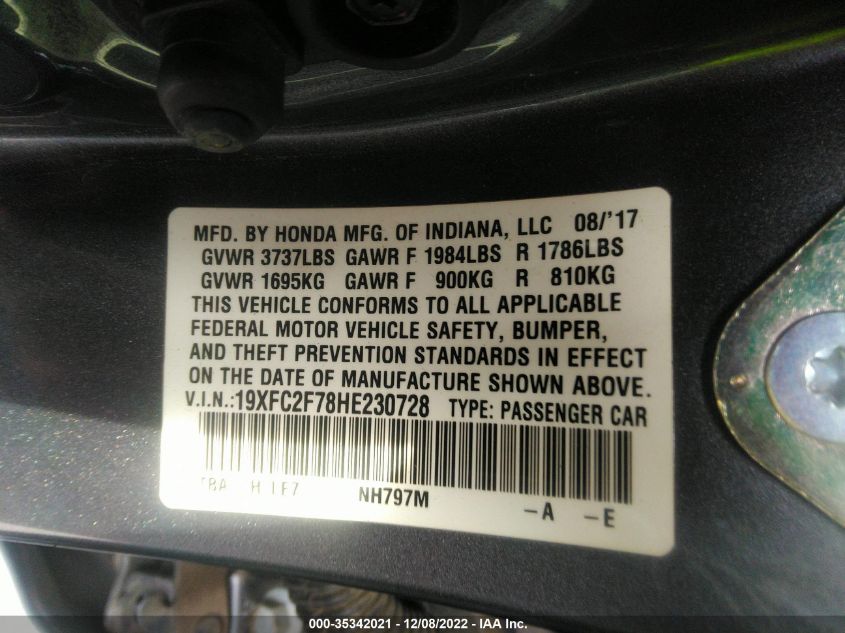 MFD. BY HONDA MFG. OF INDIANA, LLC 08/'17
GVWR 3737LBS GAWR F 1984LBS R 1786LBS
GVWR 1695KG GAWR F 900KG R 810KG
THIS VEHICLE CONFORMS TO ALL APPLICABLE
FEDERAL MOTOR VEHICLE SAFETY, BUMPER,
AND THEFT PREVENTION STANDARDS IN EFFECT
ON THE DATE OF MANUFACTURE SHOWN ABOVE.
V.I.N.:19XFC2F78HE230728 TYPE: PASSENGER CAR
NH797M -A -E
000-35342021 - 12/08/2022 - IAA Inc.